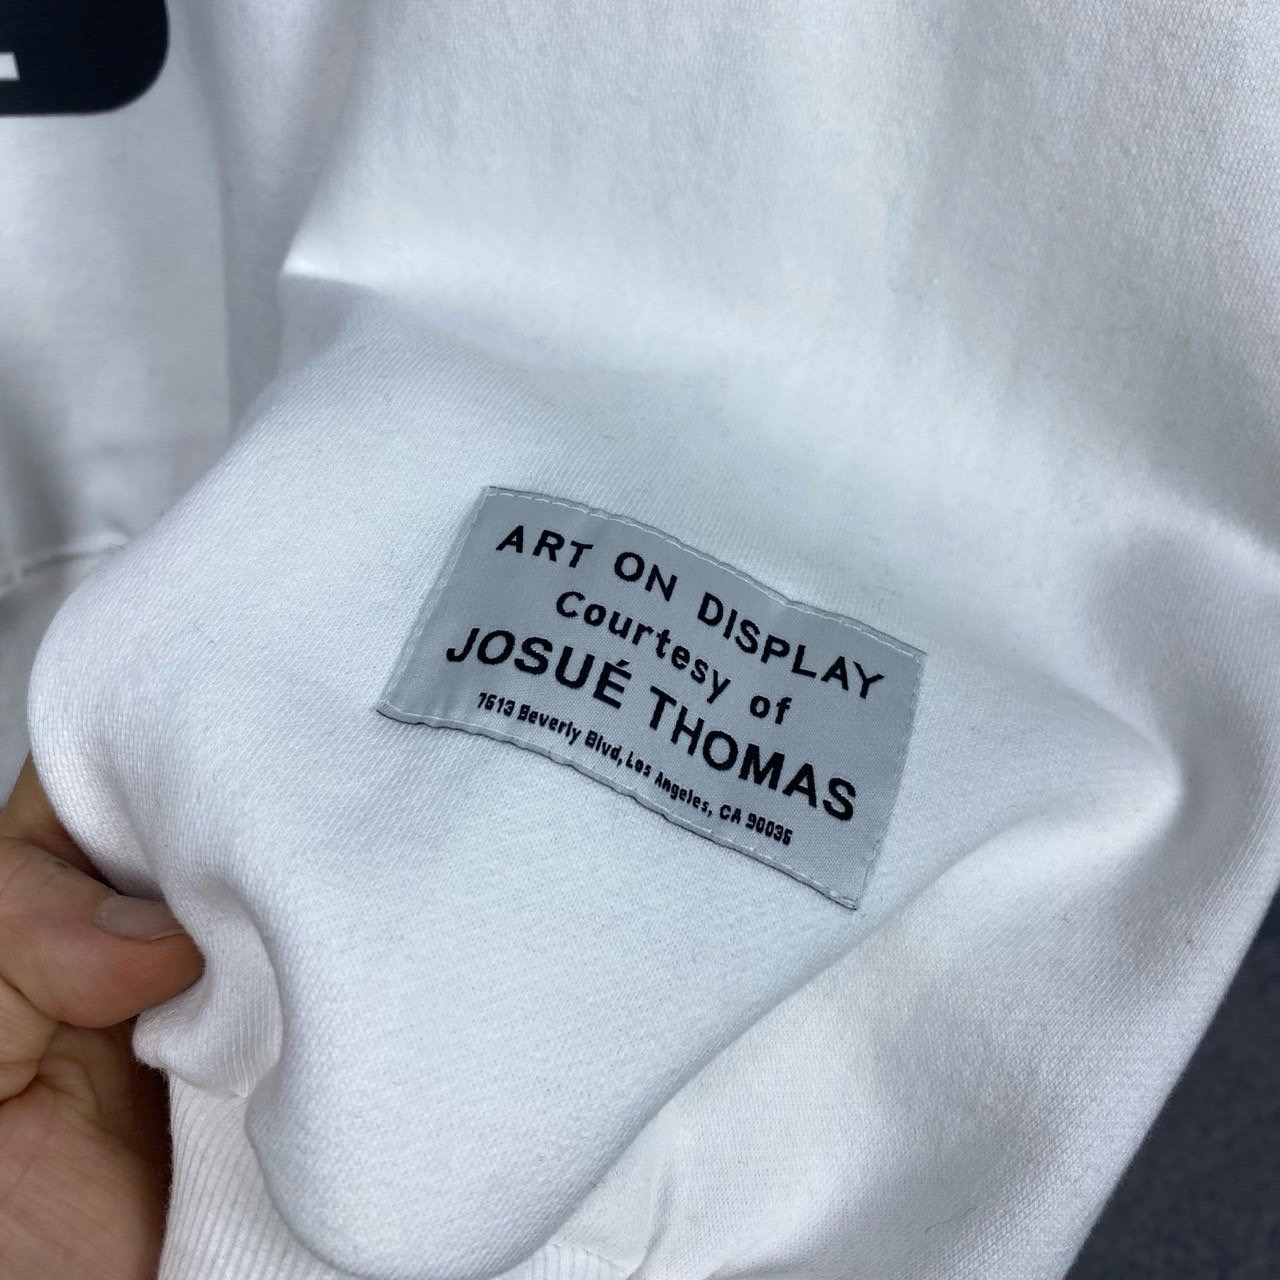 ART ON DISPLAY
Courtesy of
JOSUÉ THOMAS
7613 Beverly Blvd, Los Angeles, CA 90036